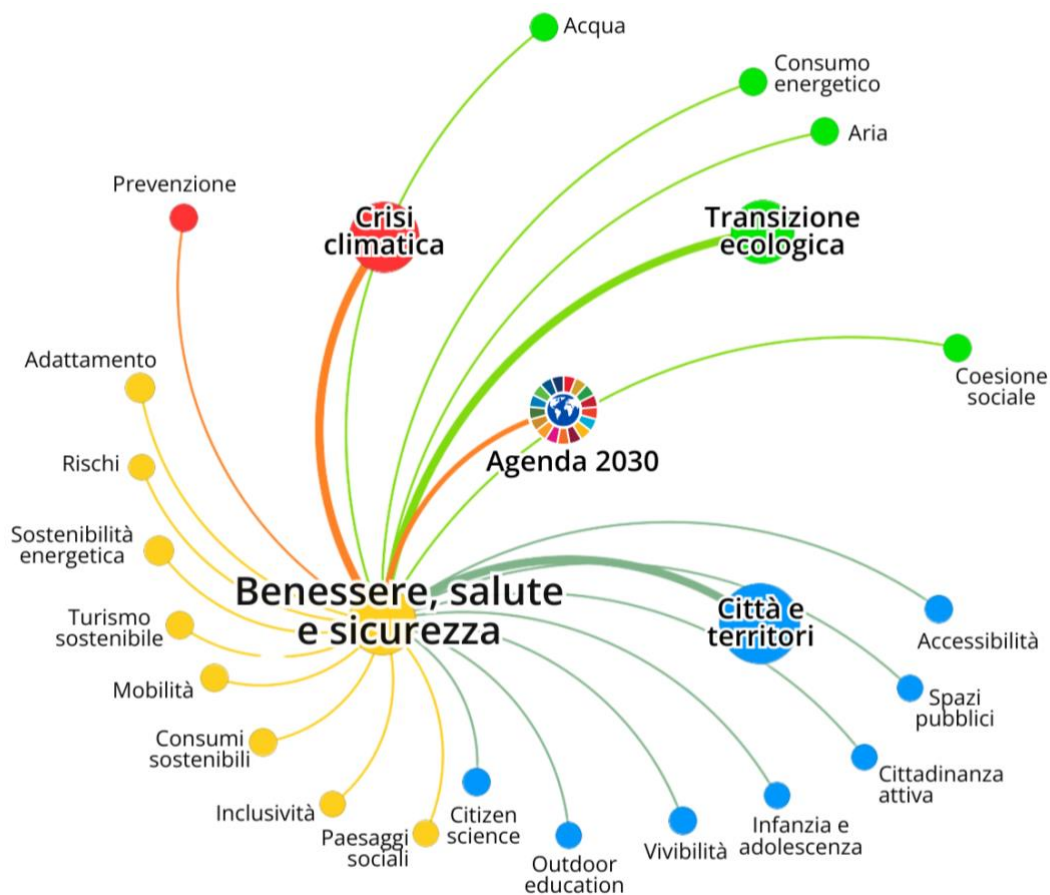 Acqua
Consumo
energetico
Aria
Prevenzione
Crisi
climatica
Transizione
ecologica
Adattamento
Coesione
sociale
Rischi
Agenda 2030
Sostenibilità
energetica
Benessere, salute
e sicurezza
Turismo
sostenibile
Città e
territori
Accessibilità
Mobilità
Spazi
pubblici
Consumi
sostenibili
Cittadinanza
attiva
Inclusività
Paesaggi
sociali
Citizen
science
Outdoor
education
Vivibilità
Infanzia e
adolescenza